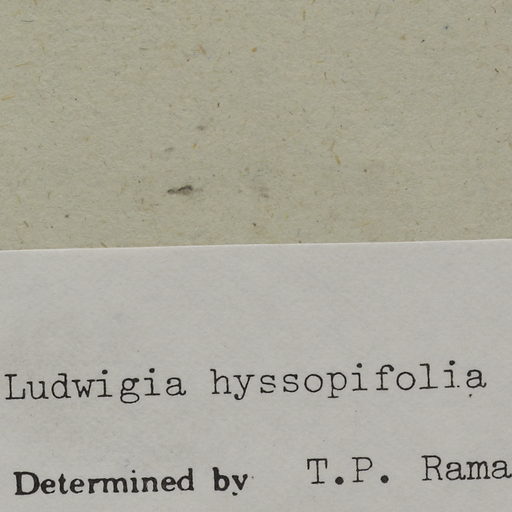 Ludwigia hyssopifolia
Determined by T.P. Rama